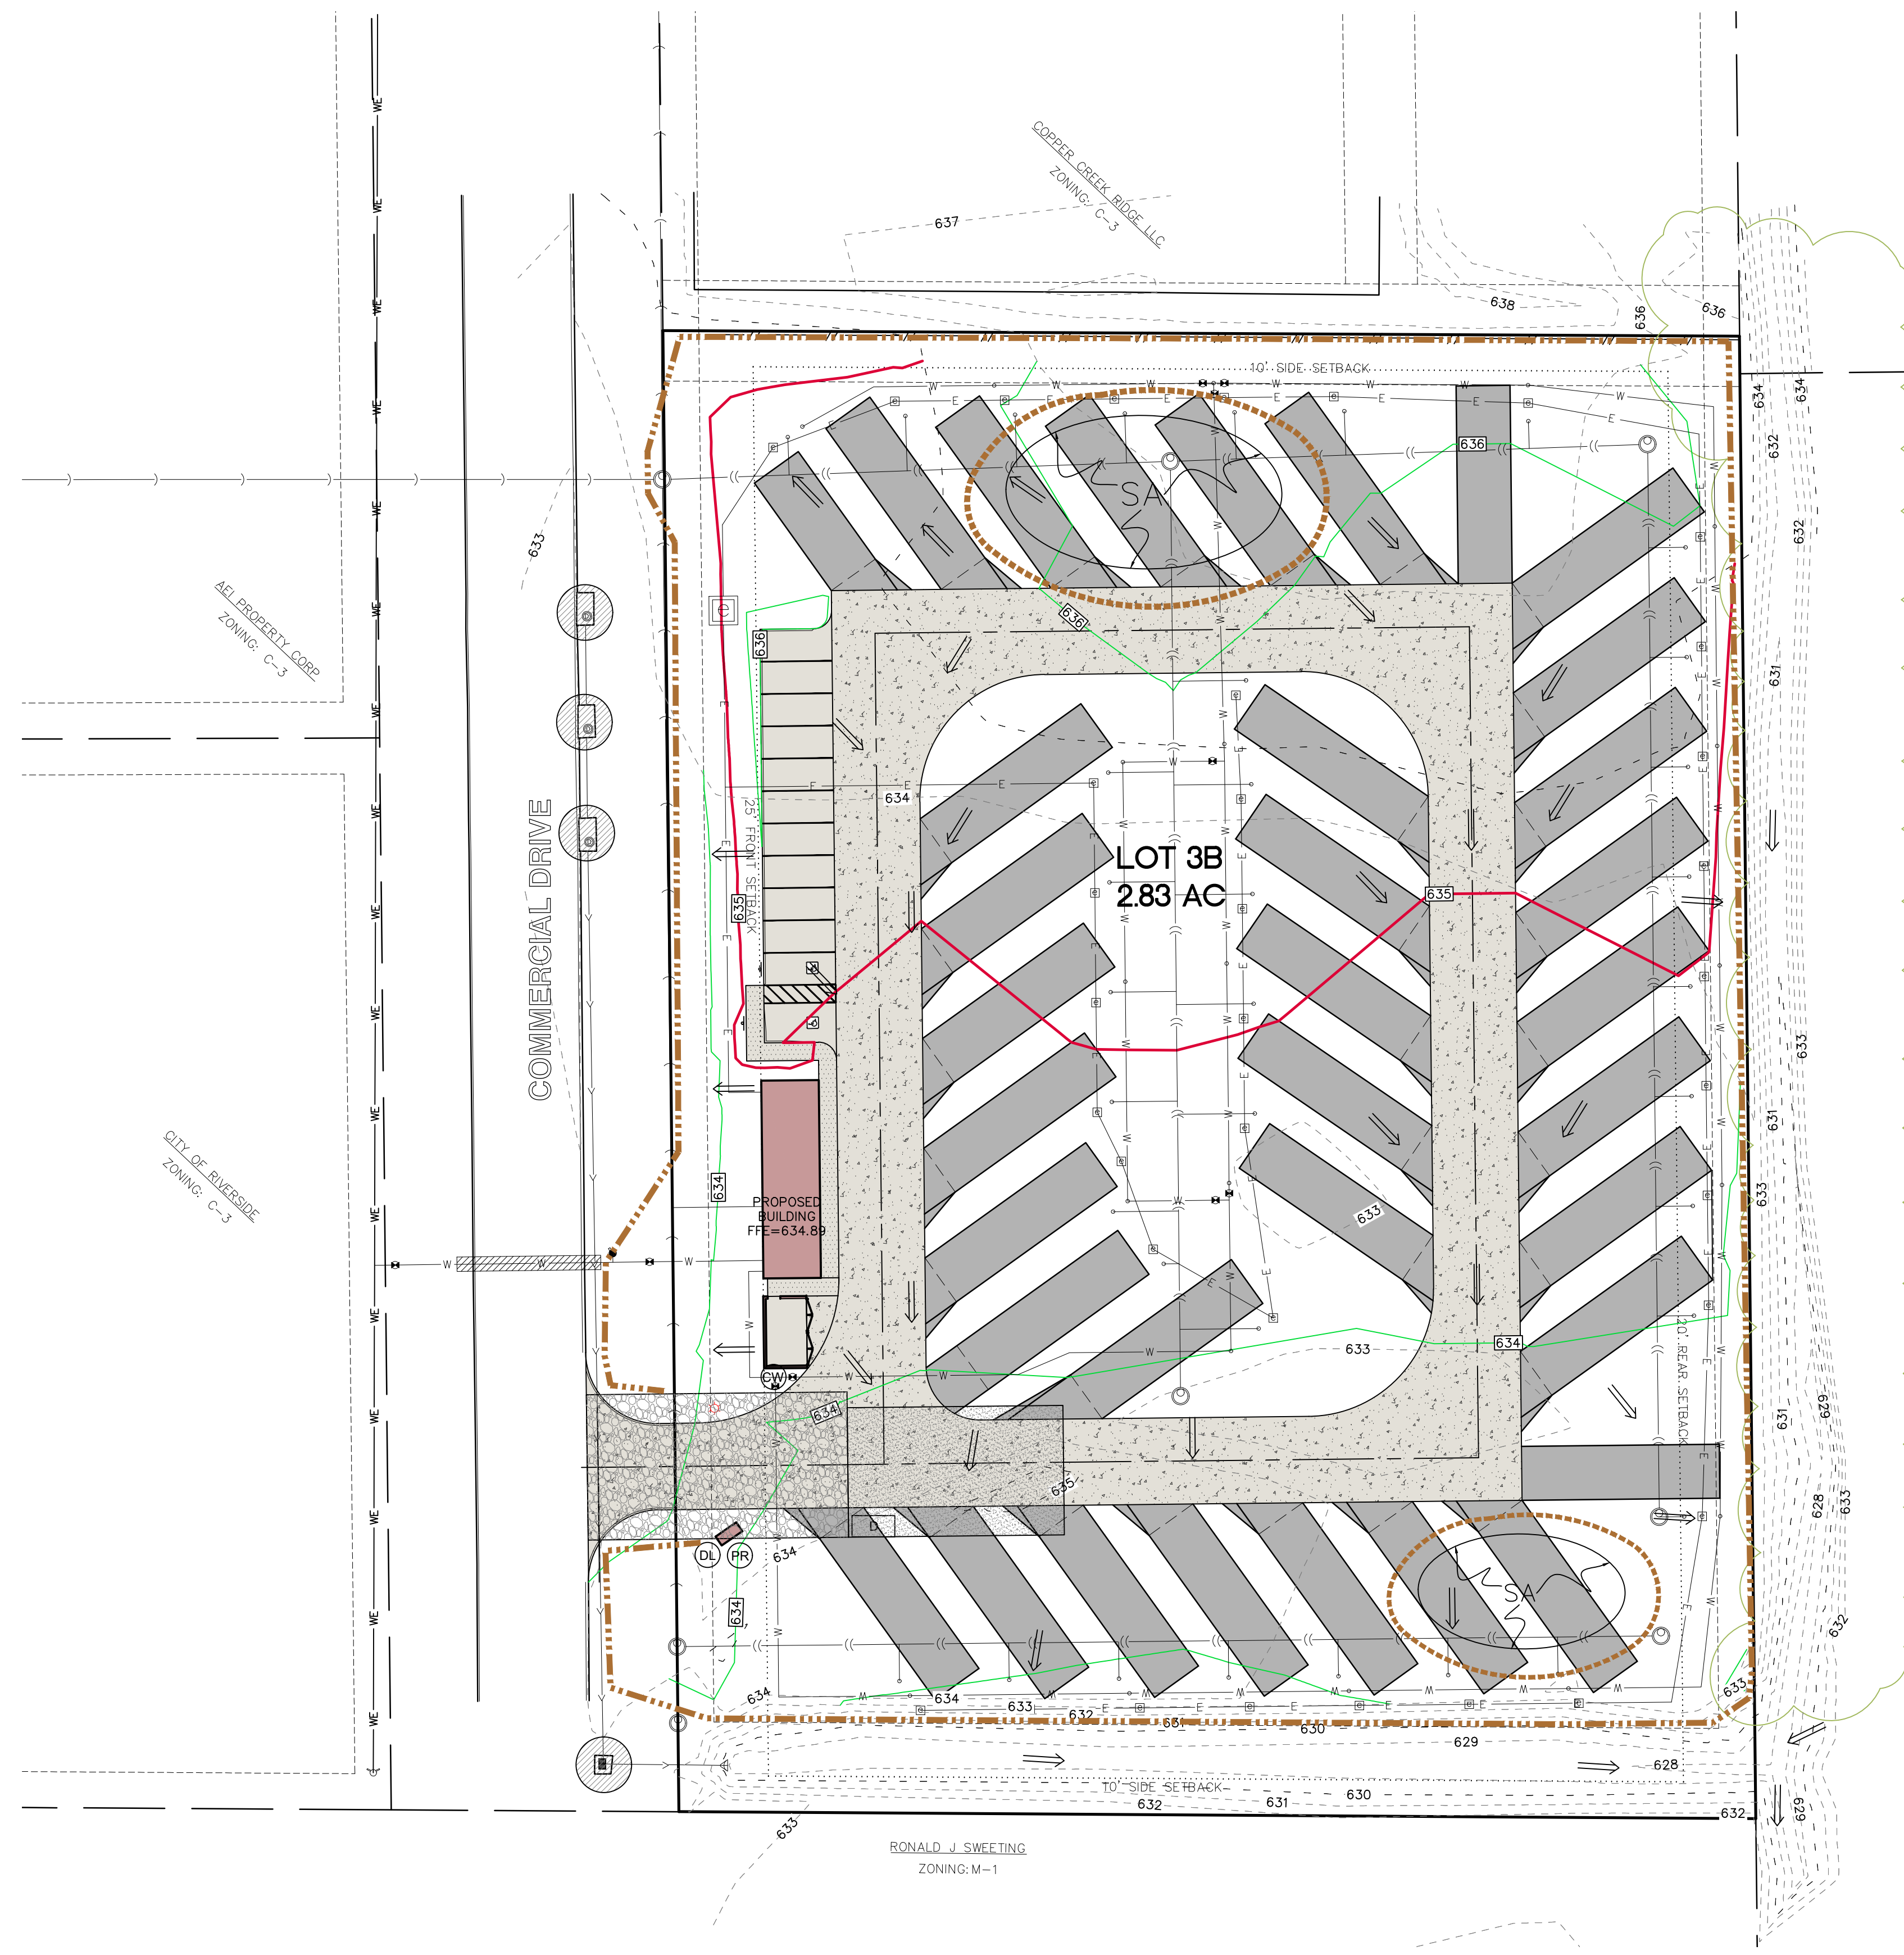 COPPER CREEK RIDGE LLC
ZONING: C-3
637
638
636
636
10' SIDE SETBACK
634
634
632
632
633
636
SA
636
636
AEI PROPERTY CORP
ZONING: C-3
631
634
25' FRONT SETBACK
COMMERCIAL DRIVE
LOT 3B
2.83 AC
635
635
633
631
CITY OF RIVERSIDE
ZONING: C-3
634
633
633
PROPOSED
BUILDING
FFE=634.89
634
633
20' REAR SETBACK
CW
634
631
629
635
628
633
D
DL
PR
634
634
SA
632
634
634
633
632
631
630
629
628
633
10' SIDE SETBACK
632
631
630
632
629
633
RONALD J SWEETING
ZONING: M-1
W
E
WE